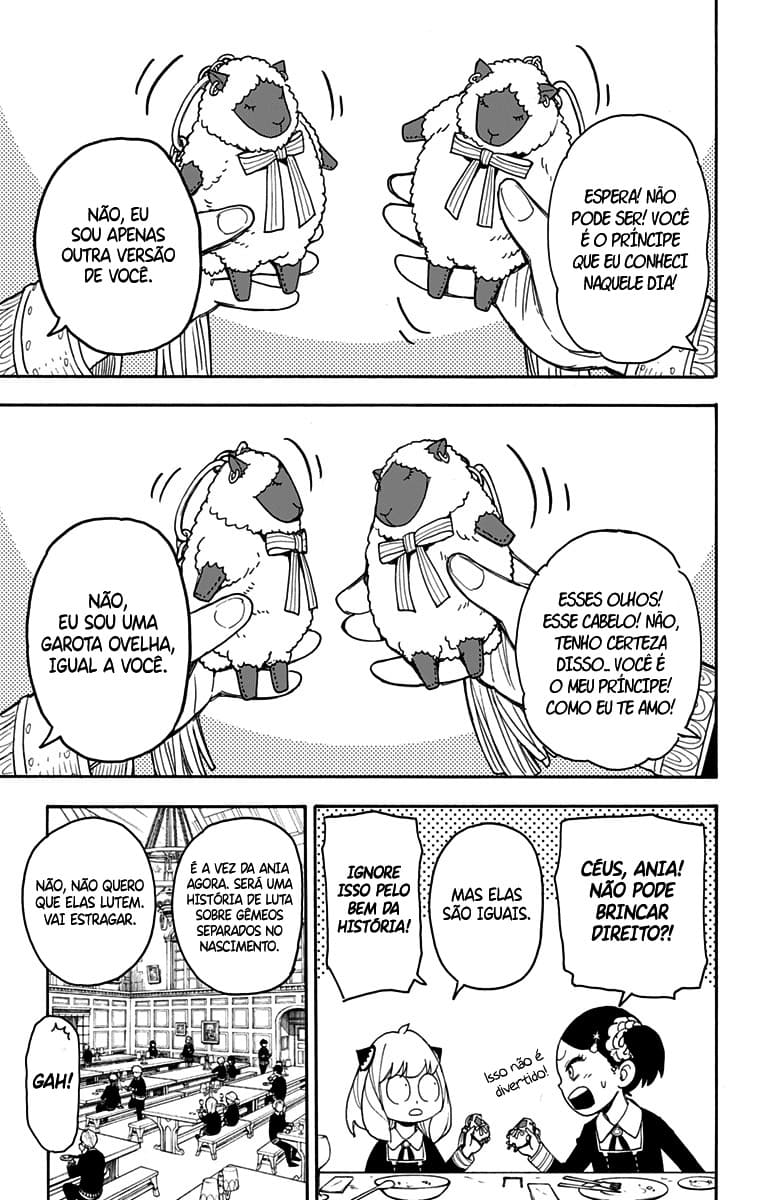 ESPERA! NÃO
PODE SER! VOCÊ
É O PRÍNCIPE
QUE EU CONHECI
NAQUELE DIA!
NÃO, EU
SOU APENAS
OUTRA VERSÃO
DE VOCÊ.
ESSES OLHOS!
ESSE CABELO! NÃO,
TENHO CERTEZA
DISSO... VOCÊ É
O MEU PRÍNCIPE!
COMO EU TE AMO!
NÃO,
EU SOU UMA
GAROTA OVELHA,
IGUAL A VOCÊ.
CÉUS, ANIA!
NÃO PODE
BRINCAR
DIREITO?!
MAS ELAS
SÃO IGUAIS.
IGNORE
ISSO PELO
BEM DA
HISTÓRIA!
Isso não é
divertido!
É A VEZ DA ANIA
AGORA. SERÁ UMA
HISTÓRIA DE LUTA
SOBRE GÊMEOS
SEPARADOS NO
NASCIMENTO.
NÃO, NÃO QUERO
QUE ELAS LUTEM.
VAI ESTRAGAR.
GAH!